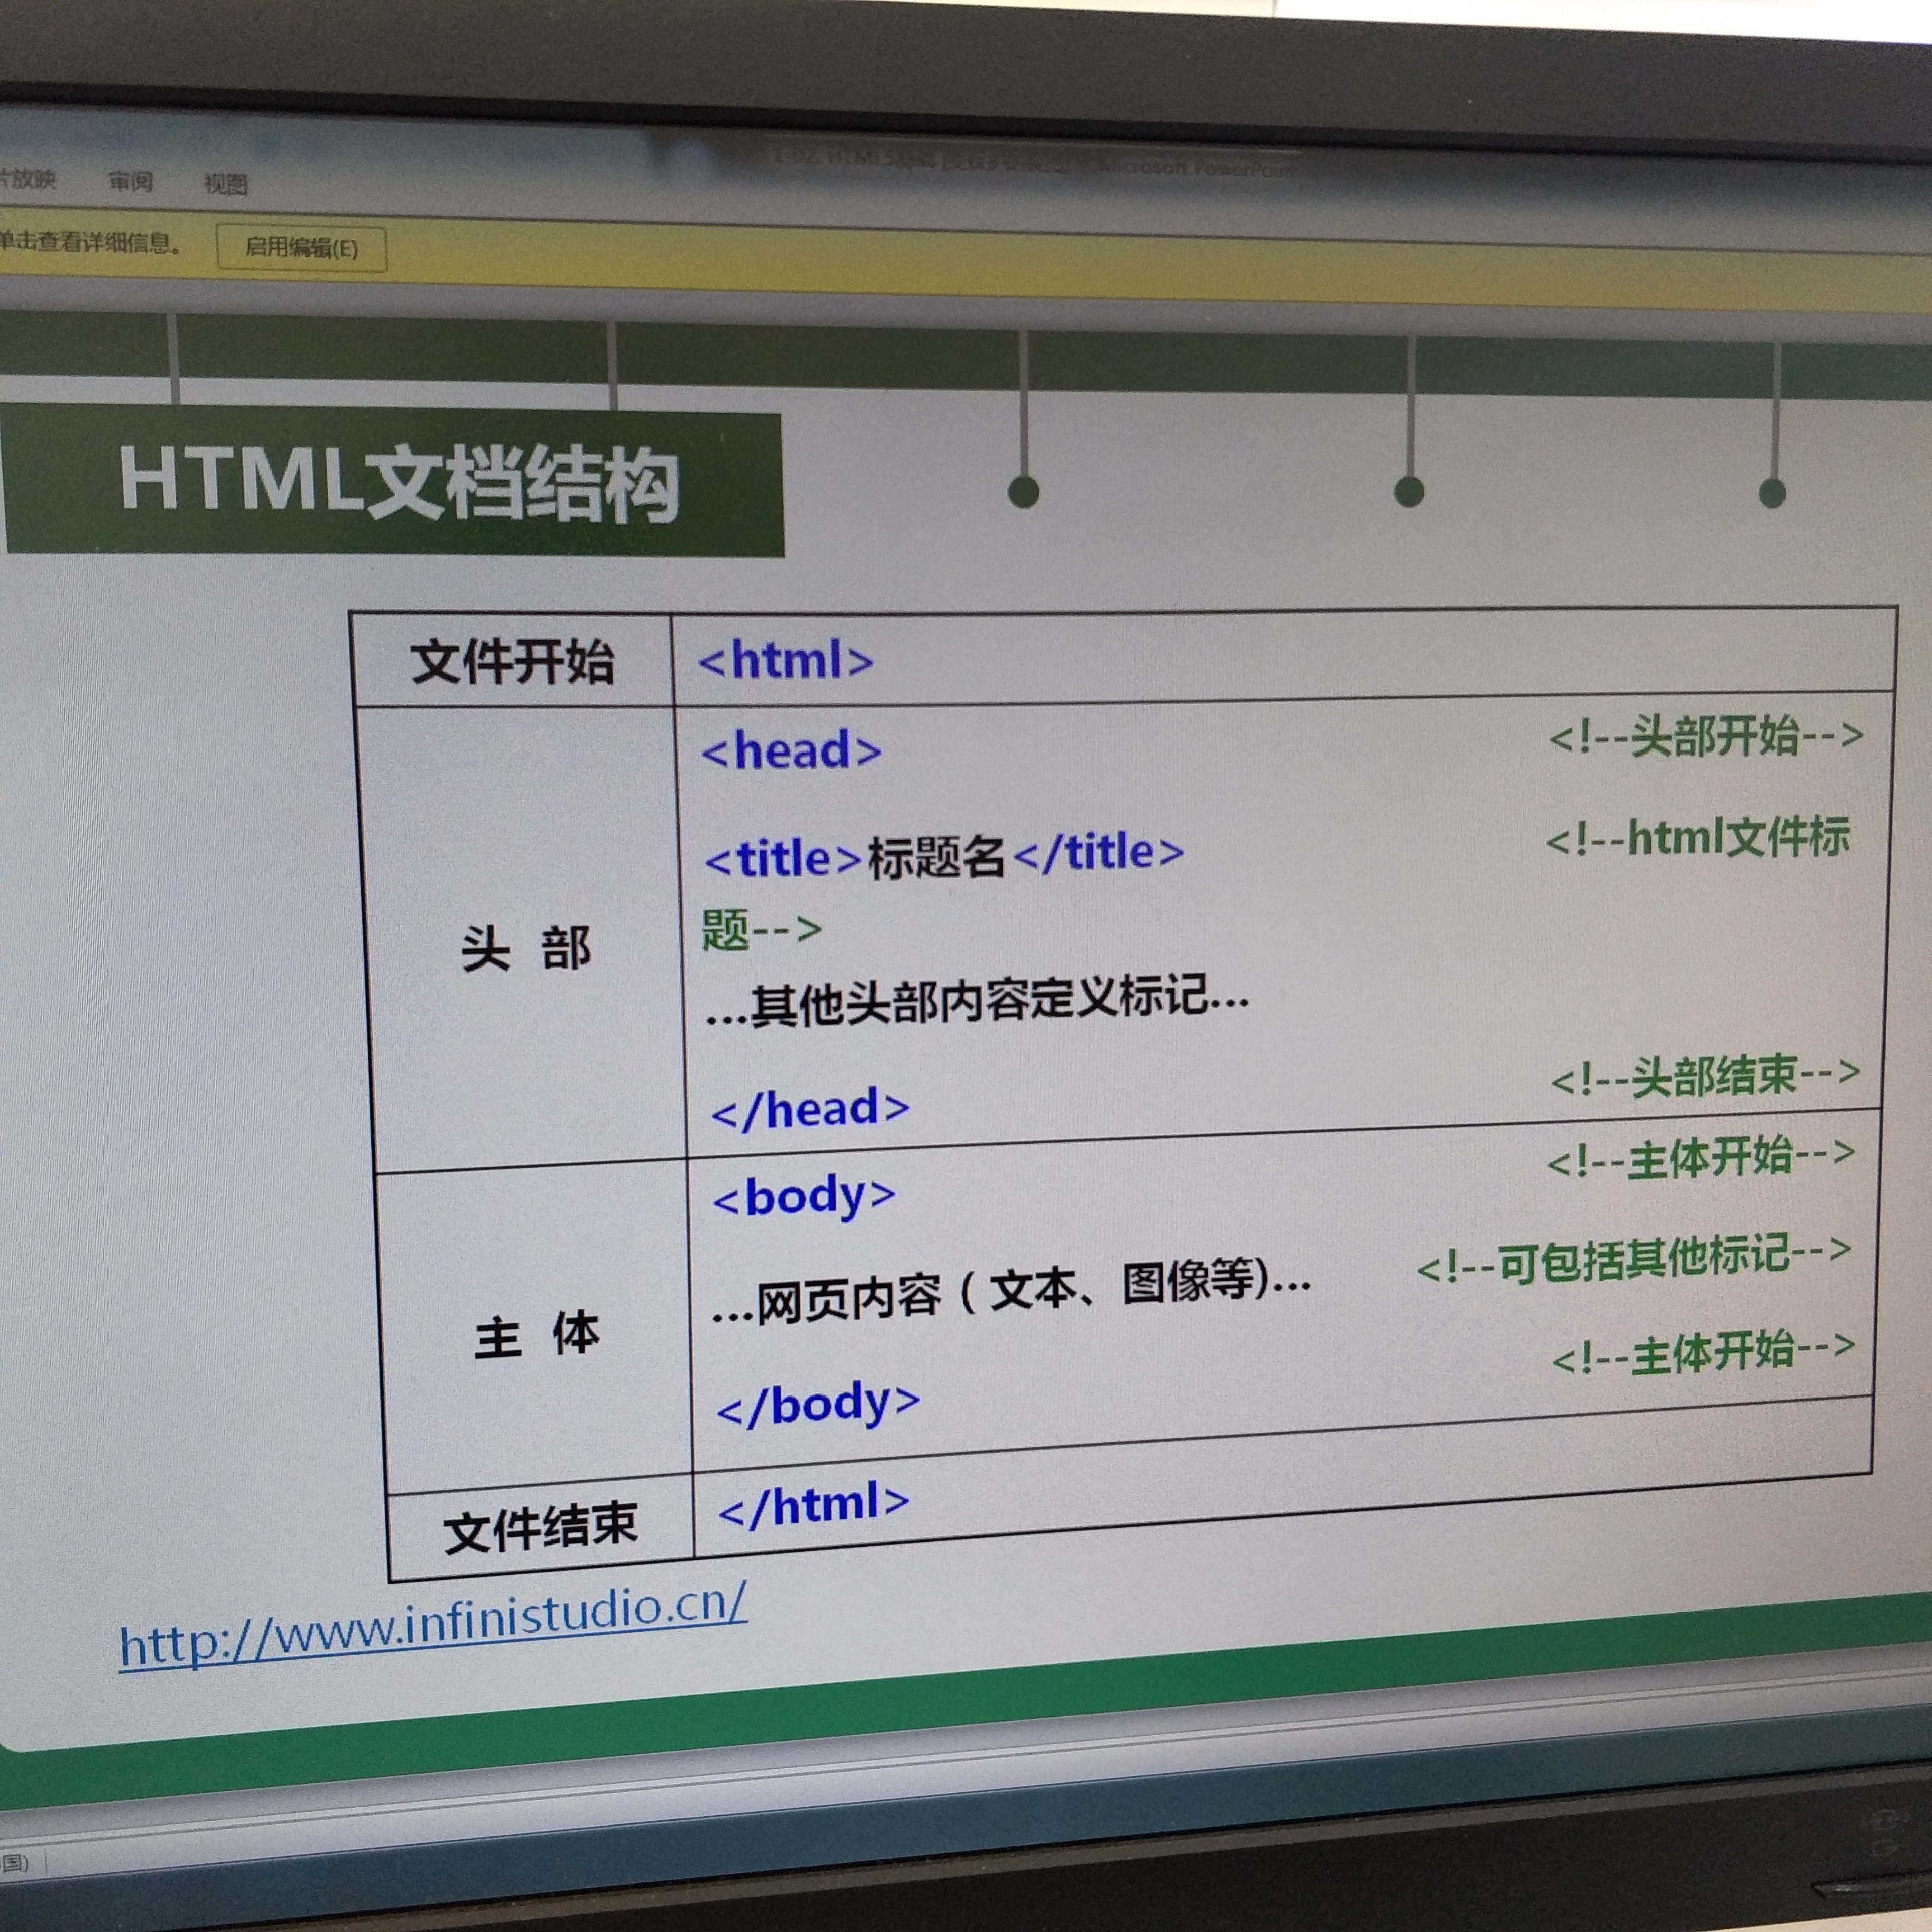 片放映 审阅 视图
Microsoft PowerPoint
单击查看详细信息。 启用编辑(E)
HTML文档结构
文件开始 <html>
<head> <!--头部开始-->
<title>标题名</title> <!--html文件标
题-->
头 部
...其他头部内容定义标记...
</head> <!--头部结束-->
<body> <!--主体开始-->
...网页内容（文本、图像等)... <!--可包括其他标记-->
主 体
</body> <!--主体开始-->
文件结束 </html>
http://www.infinistudio.cn/
国)